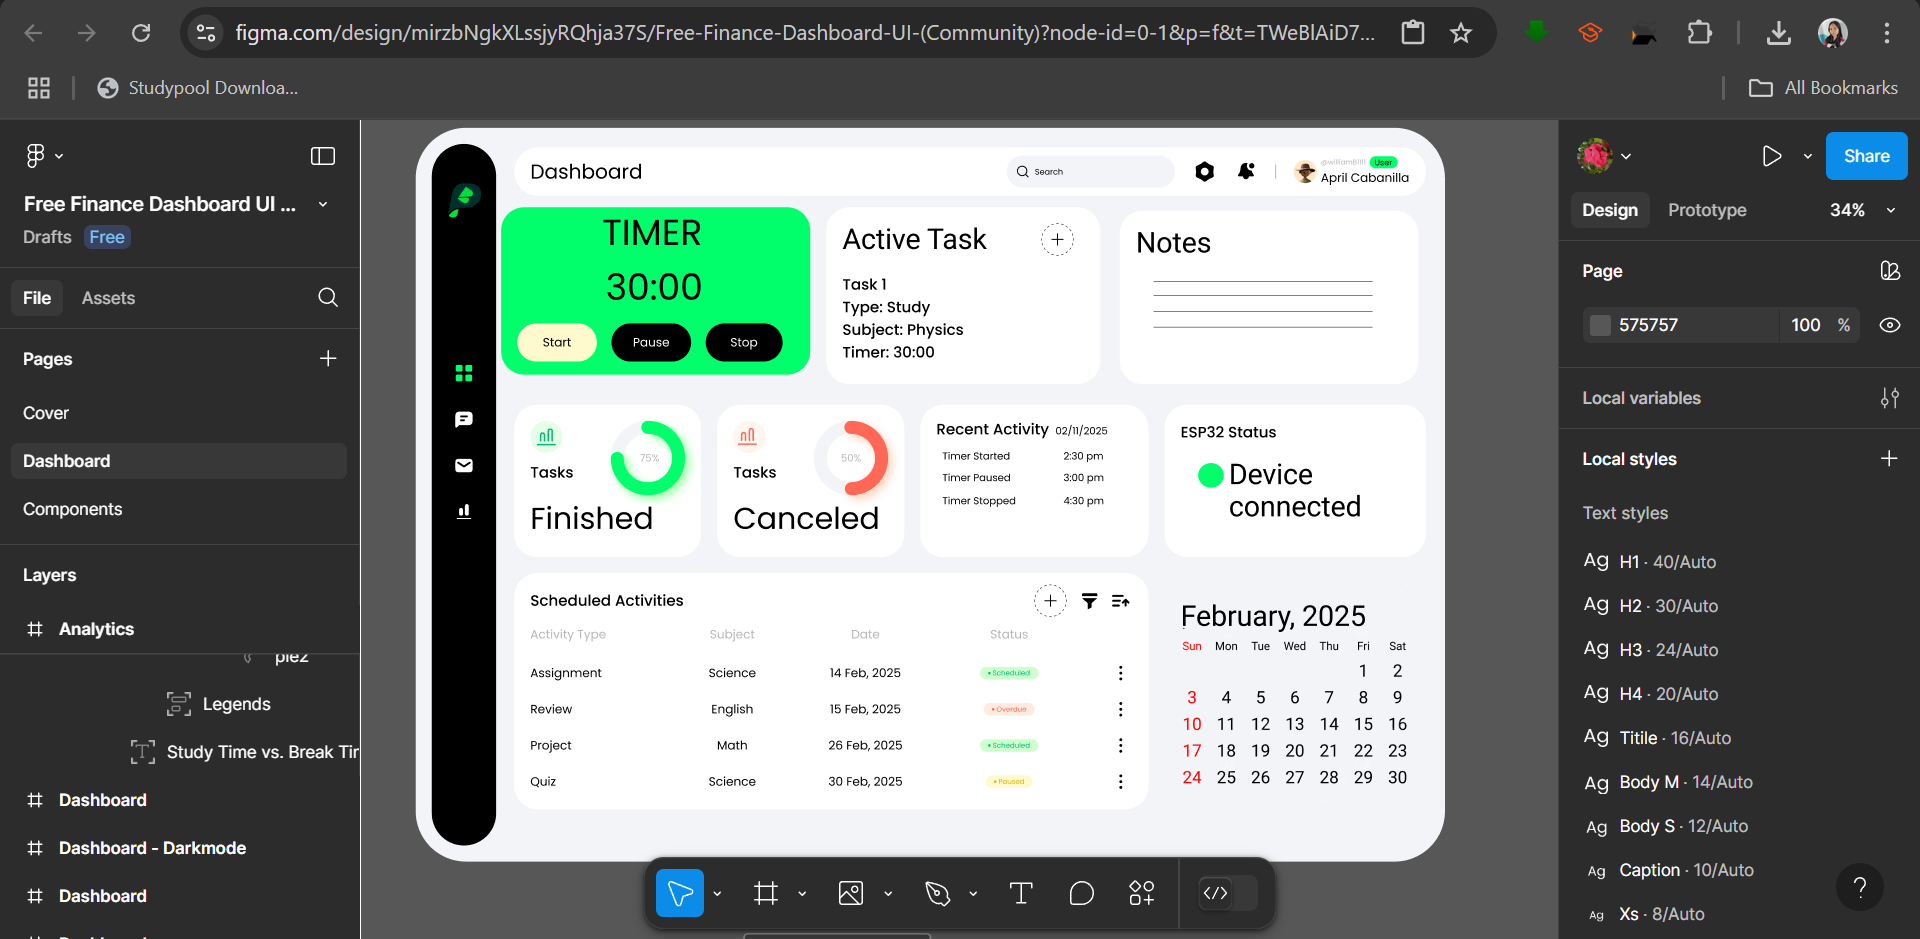 figma.com/design/mirzbNgkXLssjyRQhja37S/Free-Finance-Dashboard-UI-(Community)?node-id=0-1&p=f&t=TWeBlAiD7...
Studypool Downloa...
All Bookmarks
Free Finance Dashboard UI ...
Drafts Free
File Assets
Pages
Cover
Dashboard
Components
Layers
Analytics
pie2
Legends
Study Time vs. Break Tir
Dashboard
Dashboard - Darkmode
Dashboard
Dashboard
Search
@williamBill User
April Cabanilla
TIMER
30:00
Start Pause Stop
Active Task
Task 1
Type: Study
Subject: Physics
Timer: 30:00
Notes
75%
Tasks
Finished
50%
Tasks
Canceled
Recent Activity 02/11/2025
Timer Started 2:30 pm
Timer Paused 3:00 pm
Timer Stopped 4:30 pm
ESP32 Status
Device
connected
Scheduled Activities
Activity Type Subject Date Status
Assignment Science 14 Feb, 2025 • Scheduled
Review English 15 Feb, 2025 • Overdue
Project Math 26 Feb, 2025 • Scheduled
Quiz Science 30 Feb, 2025 • Paused
February, 2025
Sun Mon Tue Wed Thu Fri Sat
1 2
3 4 5 6 7 8 9
10 11 12 13 14 15 16
17 18 19 20 21 22 23
24 25 26 27 28 29 30
Share
Design Prototype 34%
Page
575757 100 %
Local variables
Local styles
Text styles
Ag H1 · 40/Auto
Ag H2 · 30/Auto
Ag H3 · 24/Auto
Ag H4 · 20/Auto
Ag Titile · 16/Auto
Ag Body M · 14/Auto
Ag Body S · 12/Auto
Ag Caption · 10/Auto
Ag Xs · 8/Auto
?